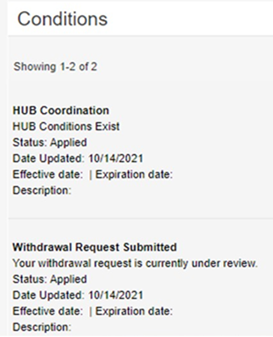 Conditions
Showing 1-2 of 2
HUB Coordination
HUB Conditions Exist
Status: Applied
Date Updated: 10/14/2021
Effective date: | Expiration date:
Description:
Withdrawal Request Submitted
Your withdrawal request is currently under review.
Status: Applied
Date Updated: 10/14/2021
Effective date: | Expiration date:
Description: